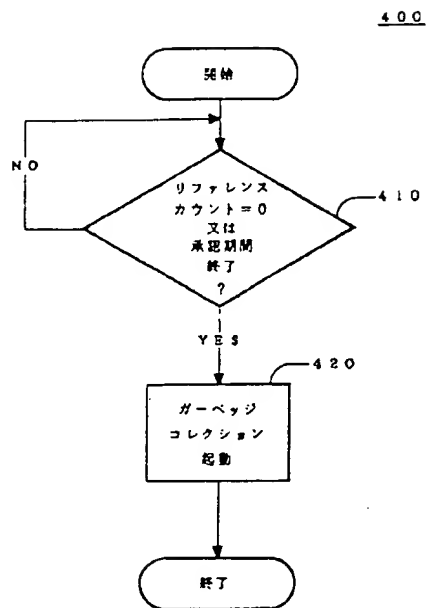 400
開始
NO
リファレンス
カウント=0
又は
承認期間
終了
?
410
YES
420
ガーベッジ
コレクション
起動
終了